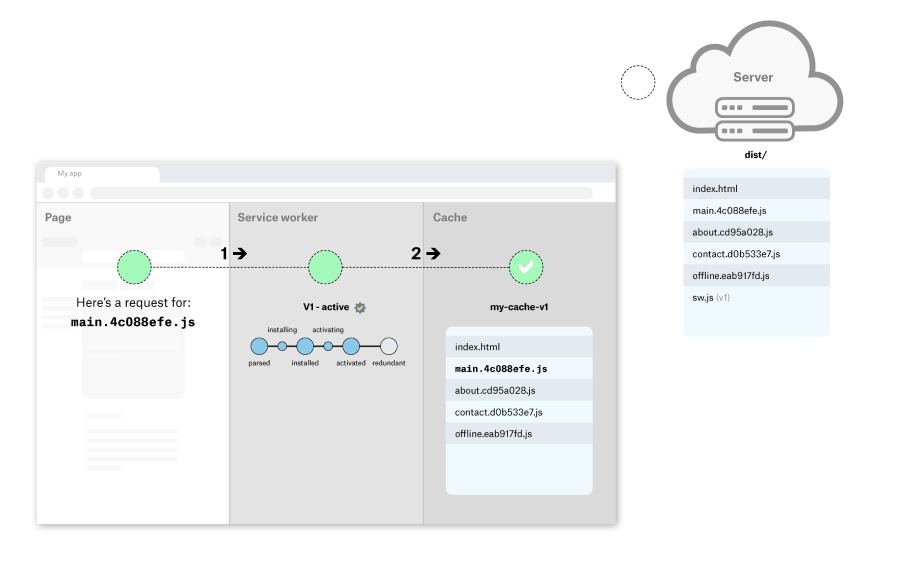 Server
dist/
index.html
main.4c088efe.js
about.cd95a028.js
contact.d0b533e7.js
offline.eab917fd.js
sw.js (v1)
My app
Page
Service worker
Cache
1
2
Here's a request for:
main.4c088efe.js
V1 - active
installing
activating
parsed
installed
activated
redundant
my-cache-v1
index.html
main.4c088efe.js
about.cd95a028.js
contact.d0b533e7.js
offline.eab917fd.js